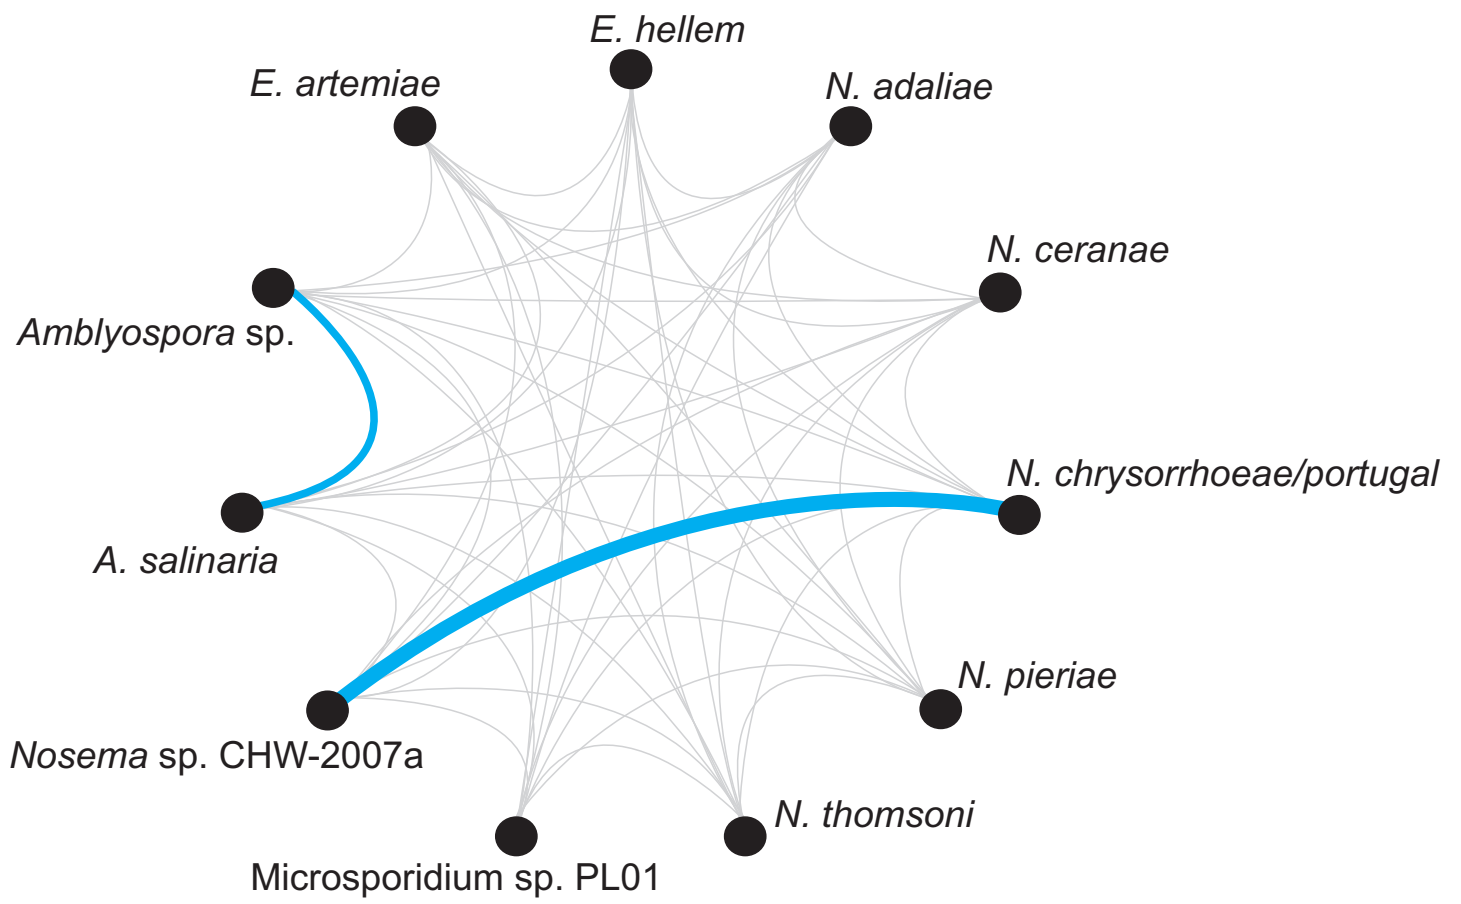 E. hellem
E. artemiae
N. adaliae
N. ceranae
Amblyospora sp.
N. chrysorrhoeae/portugal
A. salinaria
N. pieriae
Nosema sp. CHW-2007a
N. thomsoni
Microsporidium sp. PL01